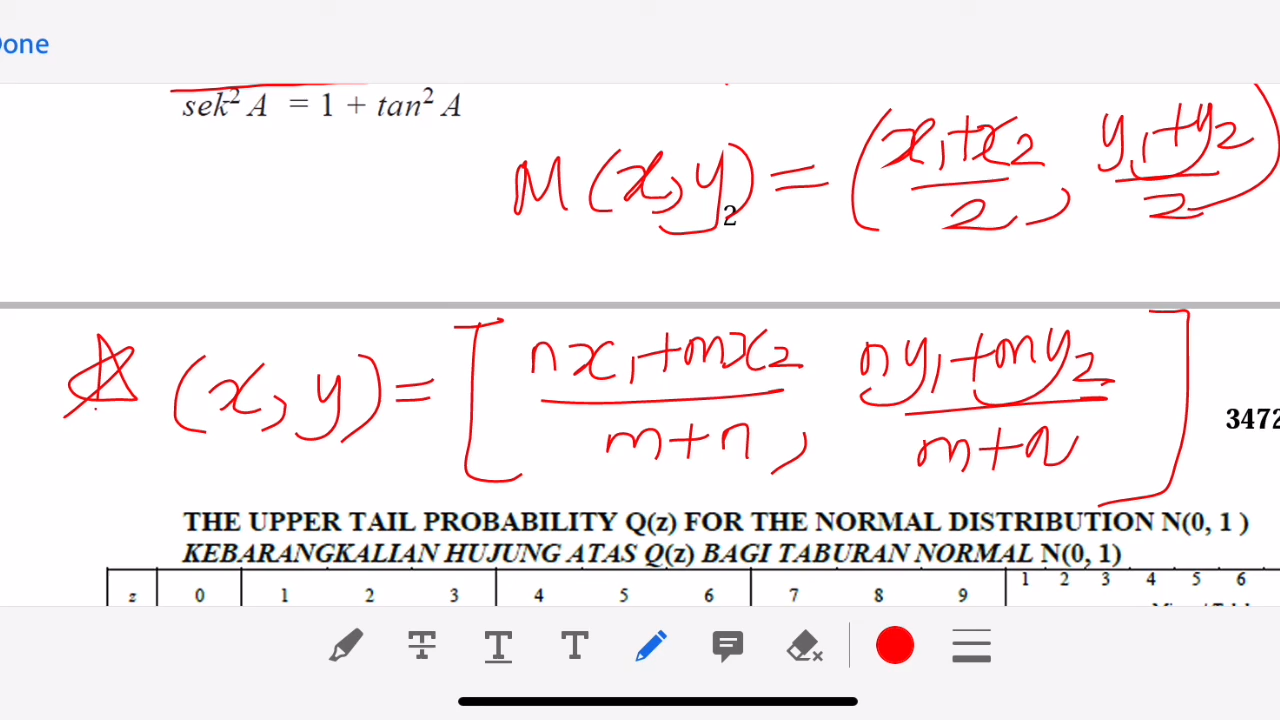 Done
sek² A = 1 + tan² A
M(x, y) = (x₁+x₂/2, y₁+y₂/2)
2
☆ (x, y) = [nx₁+mx₂/m+n, ny₁+my₂/m+n]
3472
THE UPPER TAIL PROBABILITY Q(z) FOR THE NORMAL DISTRIBUTION N(0, 1 )
KEBARANGKALIAN HUJUNG ATAS Q(z) BAGI TABURAN NORMAL N(0, 1)
z 0 1 2 3 4 5 6 7 8 9 1 2 3 4 5 6
T T T